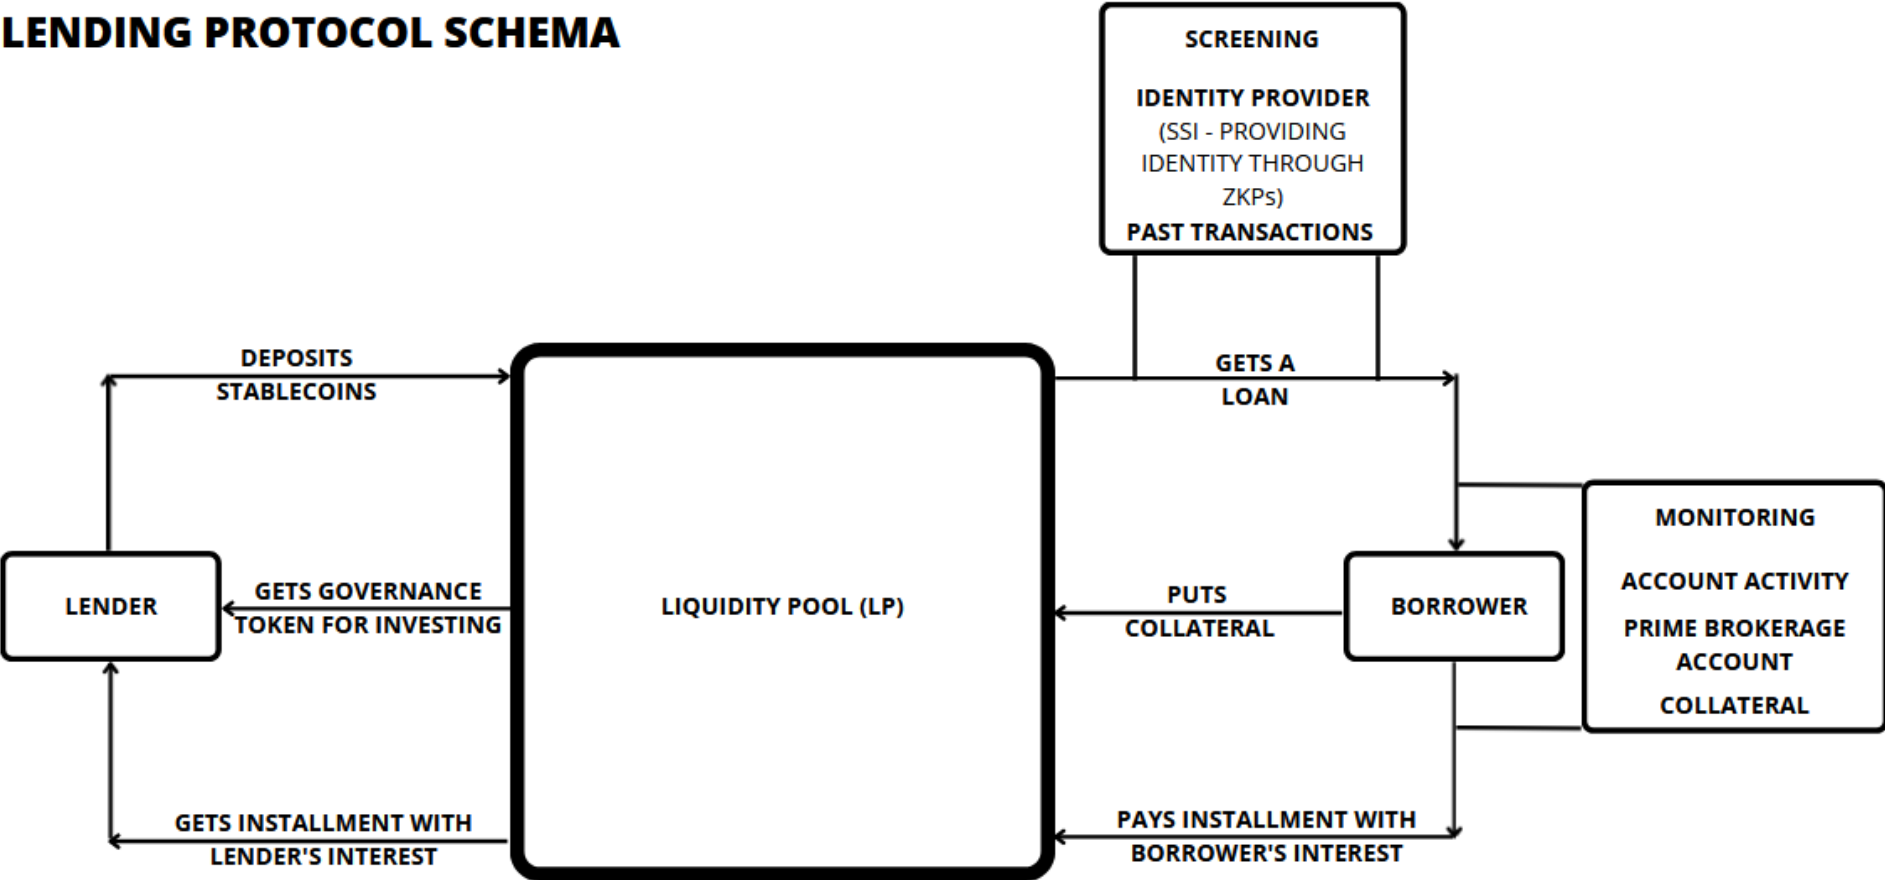 LENDING PROTOCOL SCHEMA
SCREENING
IDENTITY PROVIDER
(SSI - PROVIDING
IDENTITY THROUGH
ZKPs)
PAST TRANSACTIONS
DEPOSITS
STABLECOINS
GETS A
LOAN
MONITORING
ACCOUNT ACTIVITY
PRIME BROKERAGE
ACCOUNT
COLLATERAL
LENDER
GETS GOVERNANCE
TOKEN FOR INVESTING
LIQUIDITY POOL (LP)
PUTS
COLLATERAL
BORROWER
GETS INSTALLMENT WITH
LENDER'S INTEREST
PAYS INSTALLMENT WITH
BORROWER'S INTEREST